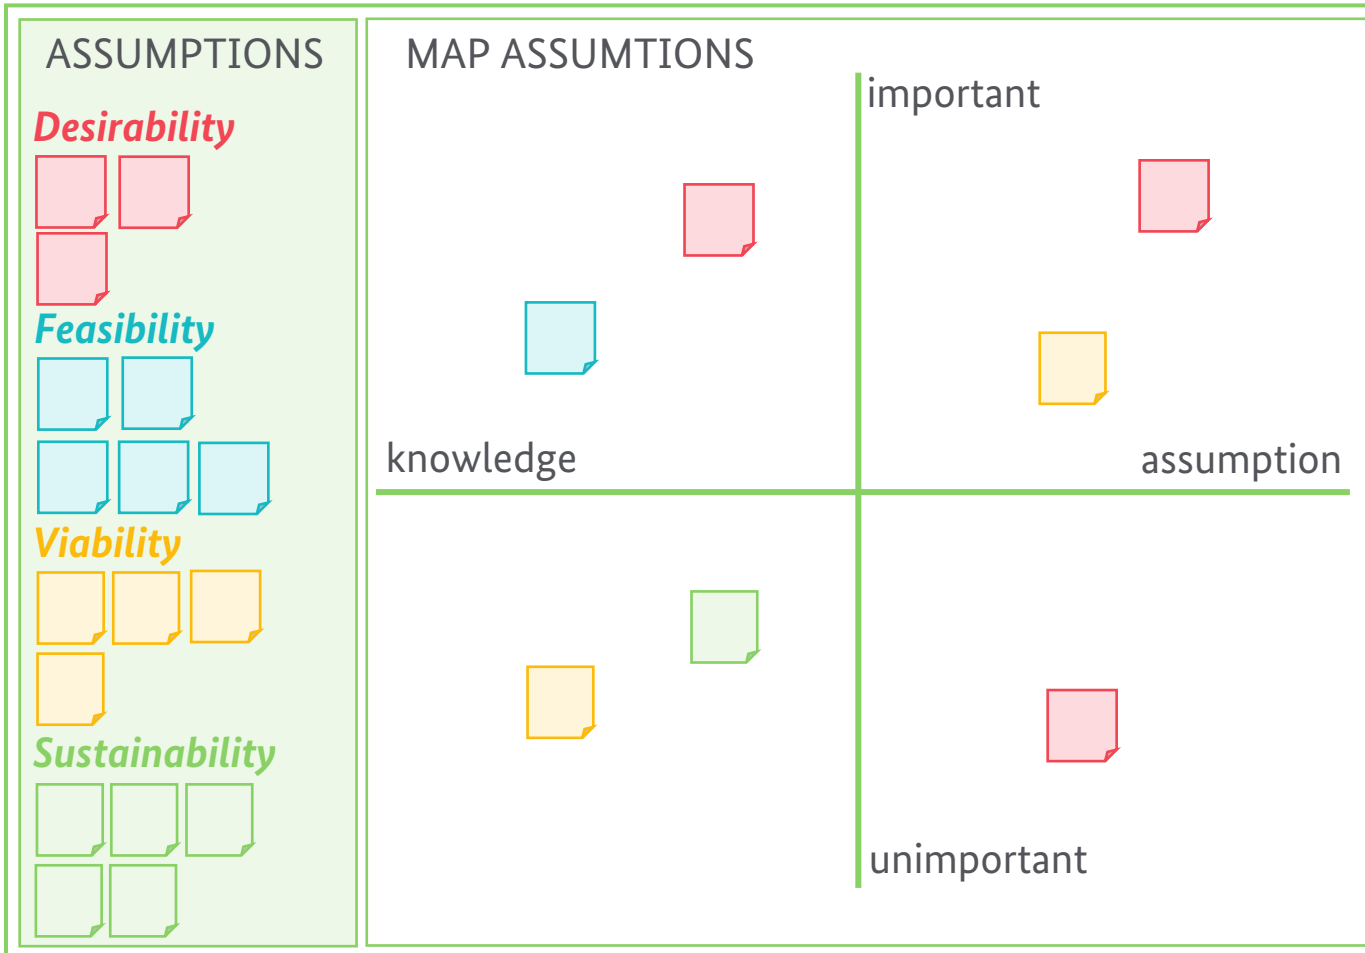 ASSUMPTIONS
Desirability
Feasibility
Viability
Sustainability
MAP ASSUMTIONS
important
knowledge
assumption
unimportant